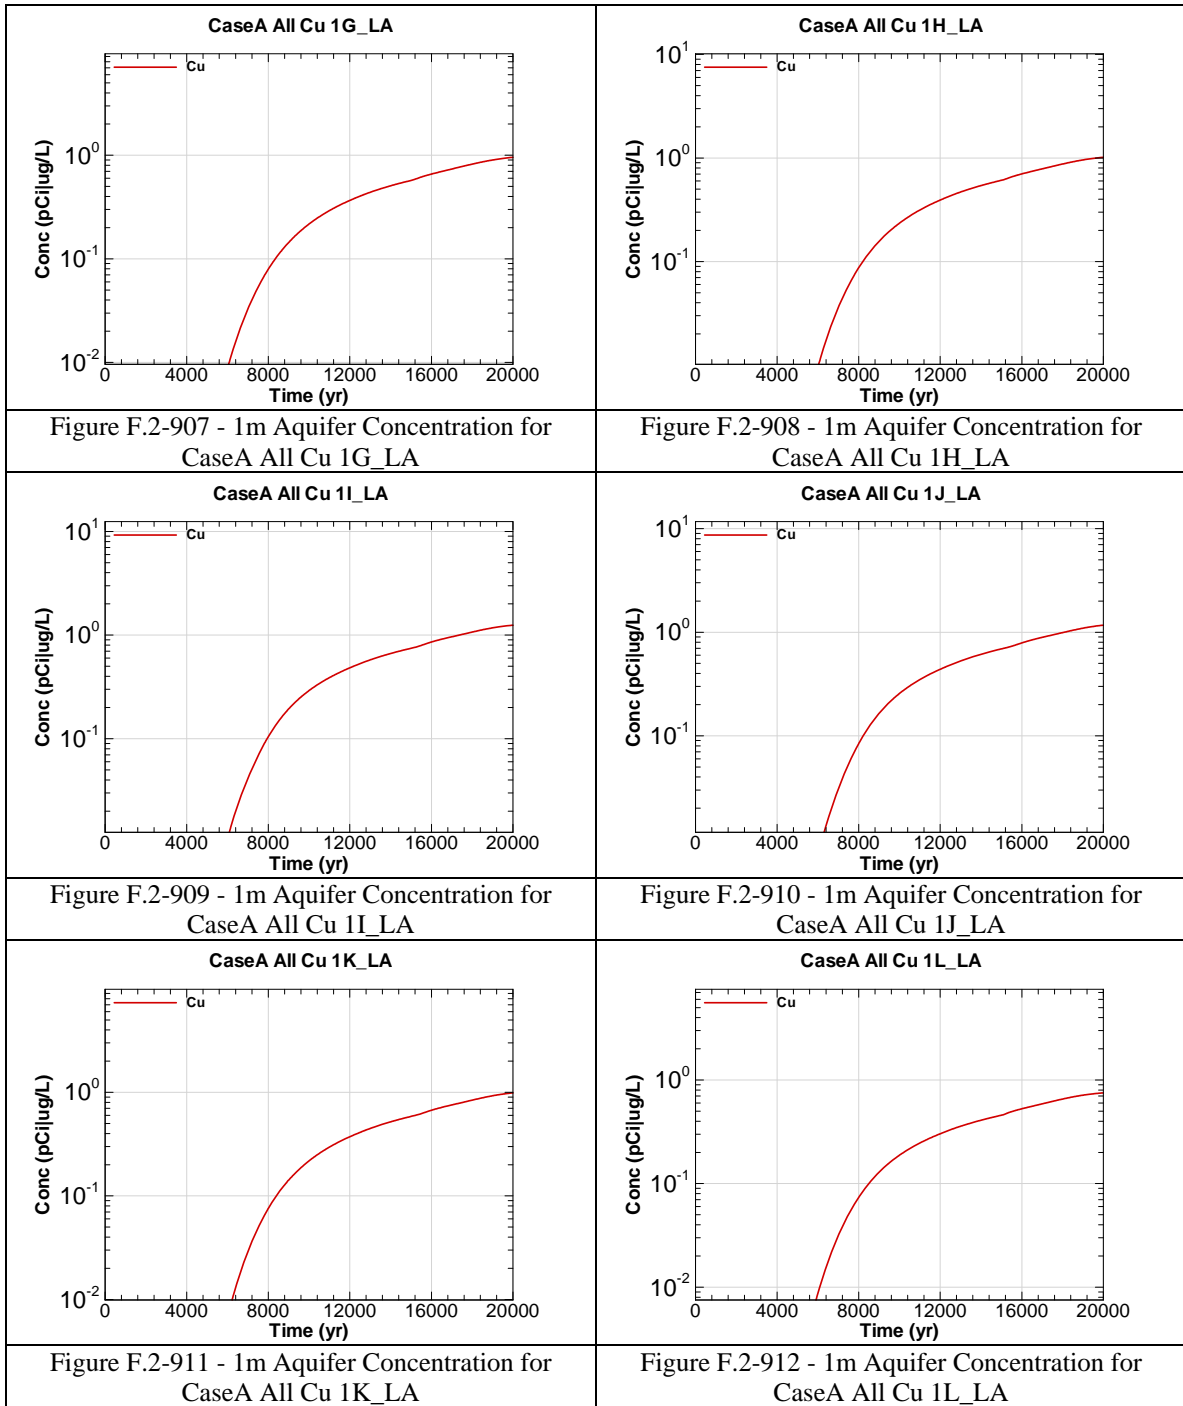 CaseA All Cu 1G_LA
Cu
Conc (pCi|ug/L)
10^0
10^-1
10^-2
0 4000 8000 12000 16000 20000
Time (yr)
Figure F.2-907 - 1m Aquifer Concentration for
CaseA All Cu 1G_LA
CaseA All Cu 1H_LA
Cu
Conc (pCi|ug/L)
10^1
10^0
10^-1
0 4000 8000 12000 16000 20000
Time (yr)
Figure F.2-908 - 1m Aquifer Concentration for
CaseA All Cu 1H_LA
CaseA All Cu 1I_LA
Cu
Conc (pCi|ug/L)
10^1
10^0
10^-1
0 4000 8000 12000 16000 20000
Time (yr)
Figure F.2-909 - 1m Aquifer Concentration for
CaseA All Cu 1I_LA
CaseA All Cu 1J_LA
Cu
Conc (pCi|ug/L)
10^1
10^0
10^-1
0 4000 8000 12000 16000 20000
Time (yr)
Figure F.2-910 - 1m Aquifer Concentration for
CaseA All Cu 1J_LA
CaseA All Cu 1K_LA
Cu
Conc (pCi|ug/L)
10^0
10^-1
10^-2
0 4000 8000 12000 16000 20000
Time (yr)
Figure F.2-911 - 1m Aquifer Concentration for
CaseA All Cu 1K_LA
CaseA All Cu 1L_LA
Cu
Conc (pCi|ug/L)
10^0
10^-1
10^-2
0 4000 8000 12000 16000 20000
Time (yr)
Figure F.2-912 - 1m Aquifer Concentration for
CaseA All Cu 1L_LA